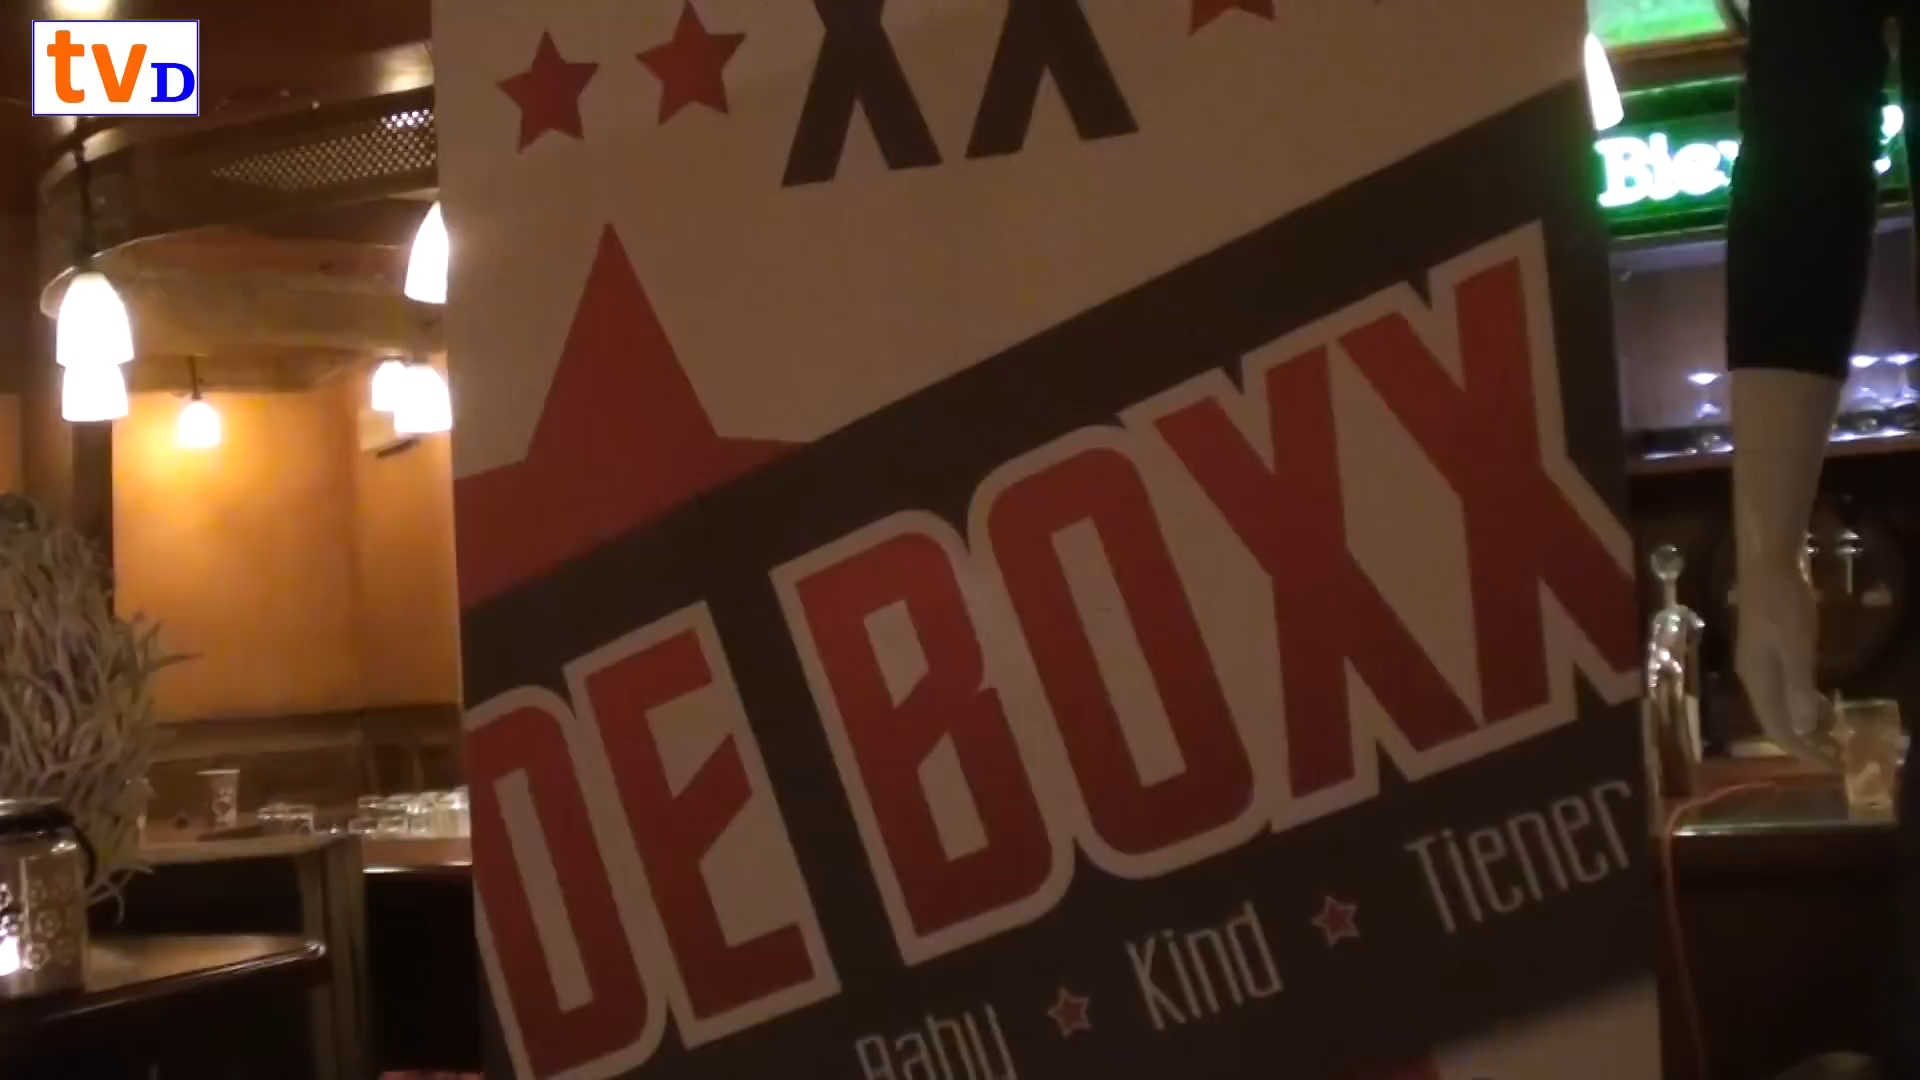 tvD
XX
DE BOXX
Baby ★ Kind ★ Tiener